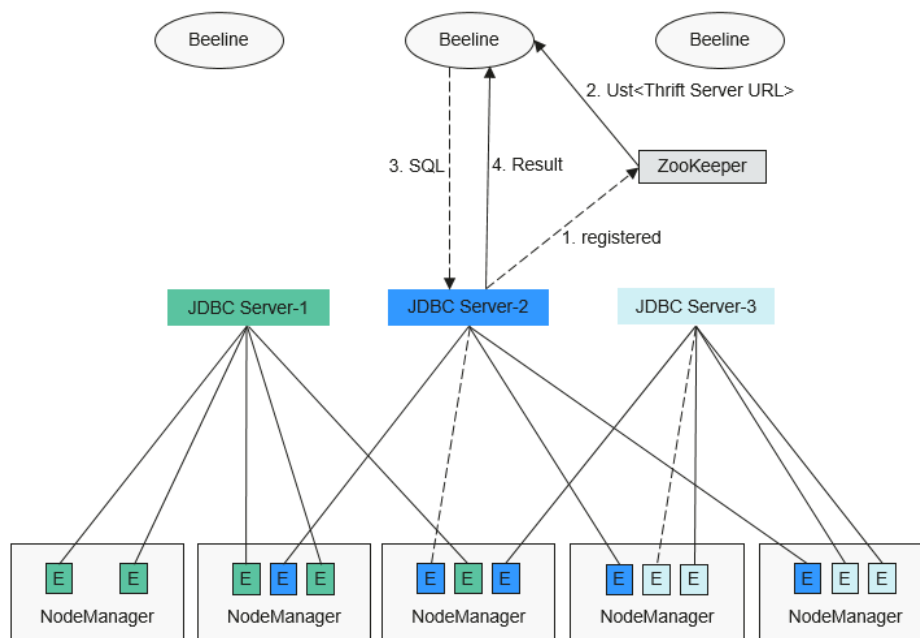 Beeline
Beeline
Beeline
2. Ust<Thrift Server URL>
3. SQL
4. Result
ZooKeeper
1. registered
JDBC Server-1
JDBC Server-2
JDBC Server-3
E
E
E
E
E
E
E
E
E
E
E
E
E
E
NodeManager
NodeManager
NodeManager
NodeManager
NodeManager